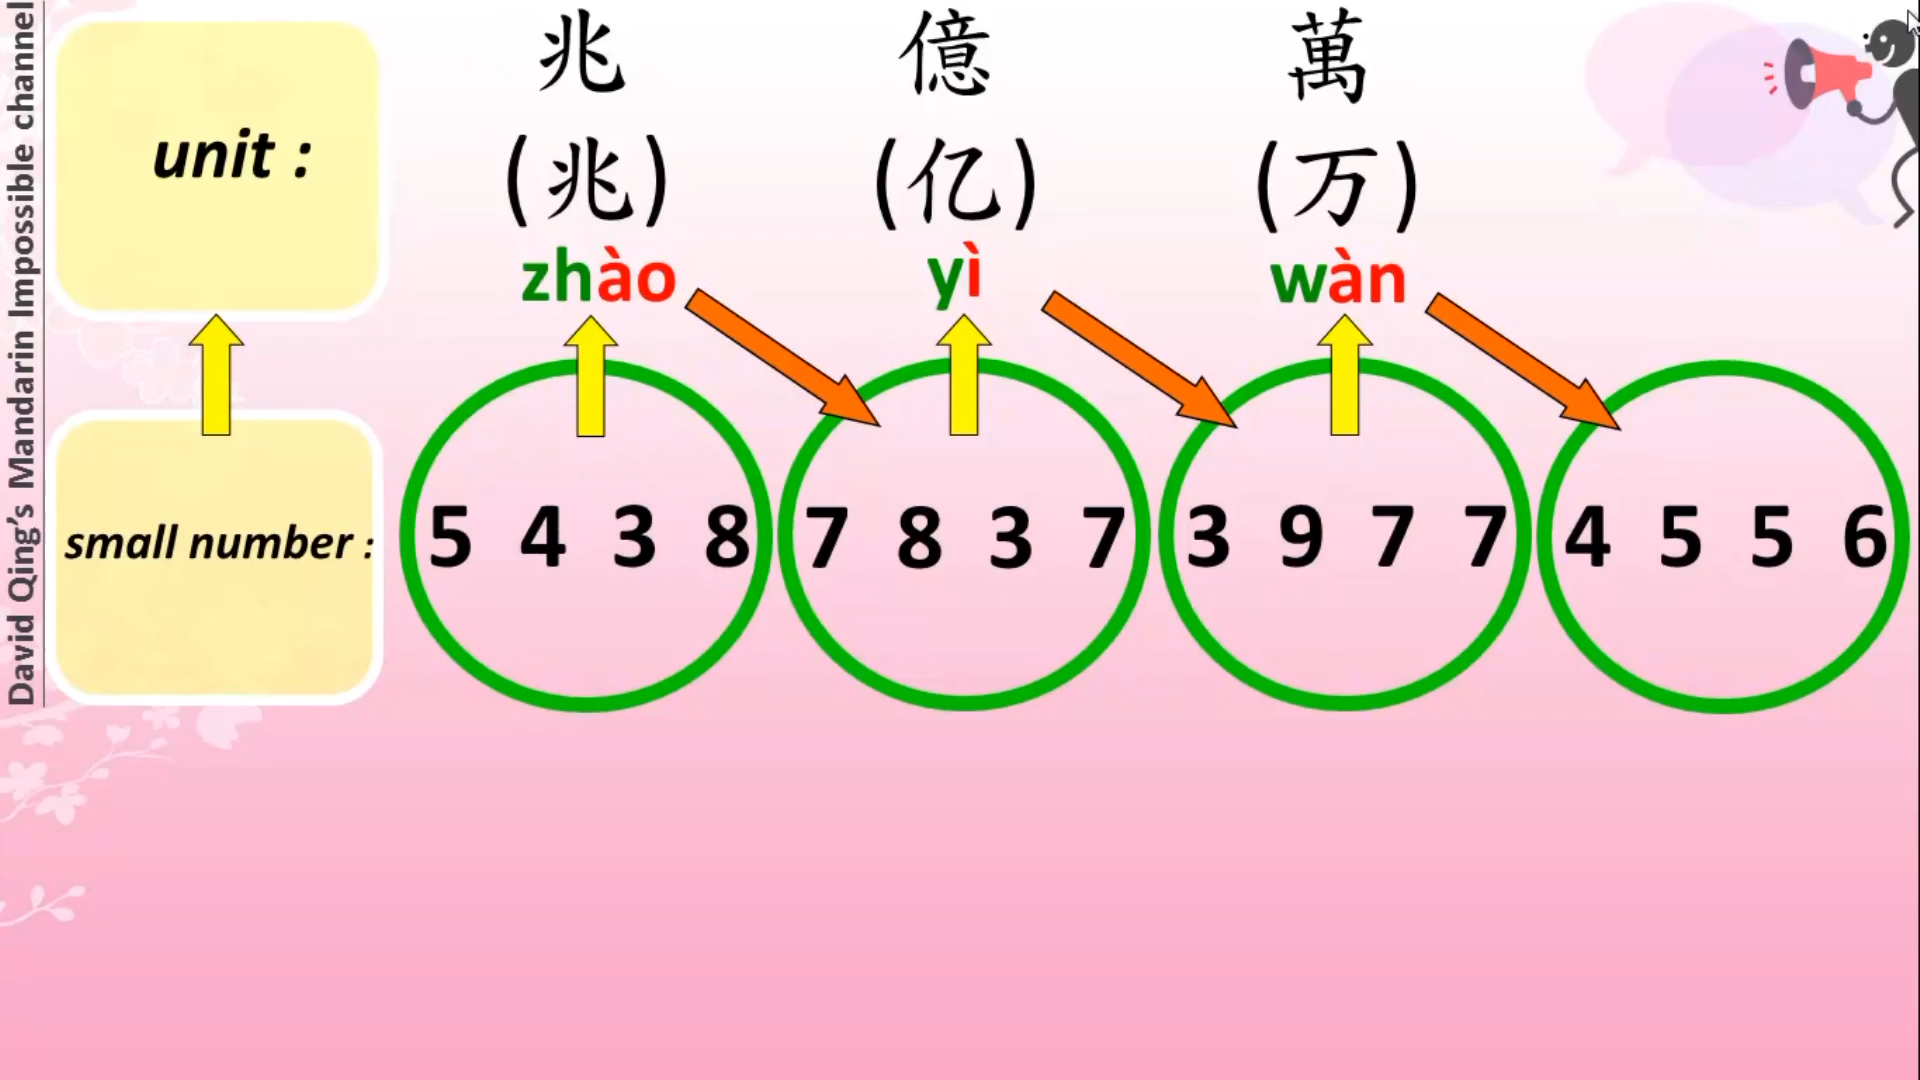 David Qing's Mandarin Impossible channel
unit :
兆 億 萬
(兆) (亿) (万)
zhào yì wàn
small number :
5 4 3 8 7 8 3 7 3 9 7 7 4 5 5 6